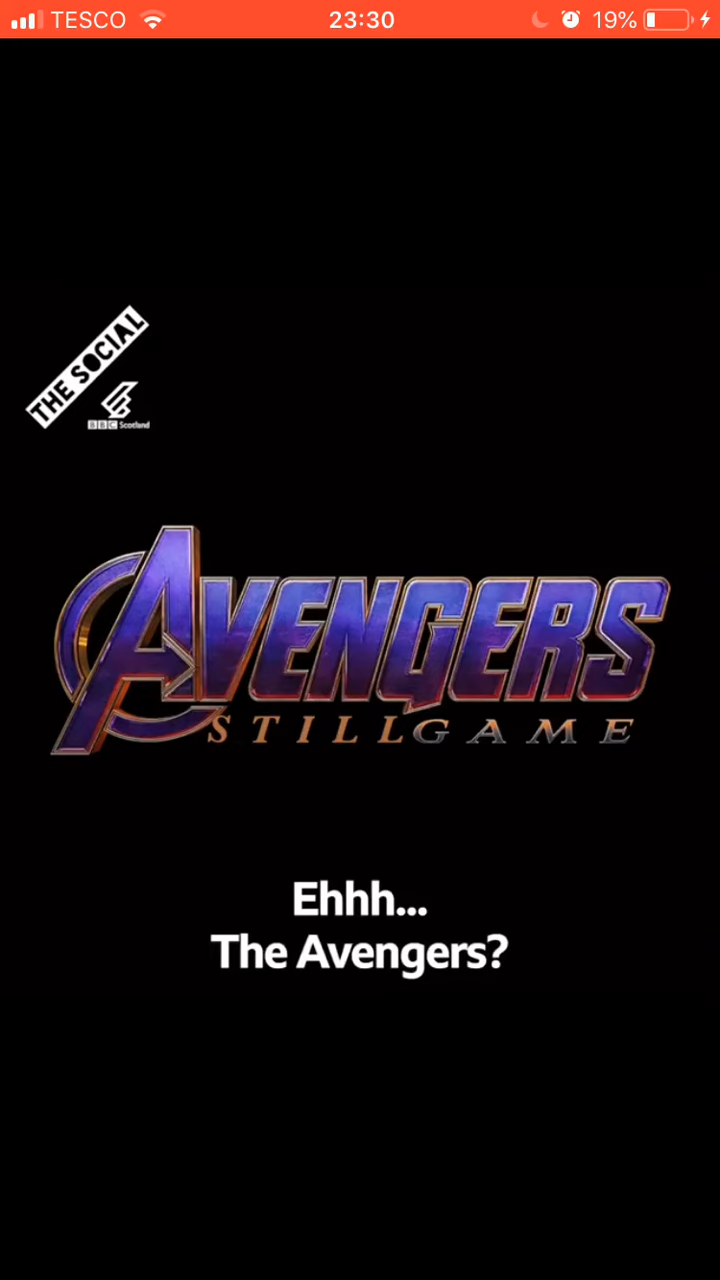 TESCO 23:30 19%
THE SOCIAL
BBC Scotland
AVENGERS
STILLGAME
Ehhh...
The Avengers?